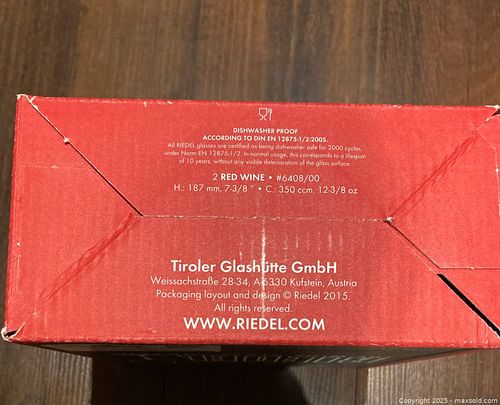 DISHWASHER PROOF
ACCORDING TO DIN EN 12875-1/2:2005.
All RIEDEL glasses are certified as being dishwasher safe for 2000 cycles,
under Norm EN 12875-1/2. In normal usage, this corresponds to a lifespan
of 10 years, without any visible deterioration of the glass surface.
2 RED WINE • #6408/00
H.: 187 mm, 7-3/8" • C.: 350 ccm, 12-3/8 oz
Tiroler Glashütte GmbH
Weissachstraße 28-34, A-6330 Kufstein, Austria
Packaging layout and design © Riedel 2015.
All rights reserved.
WWW.RIEDEL.COM
Copyright 2025 - maxsold.com